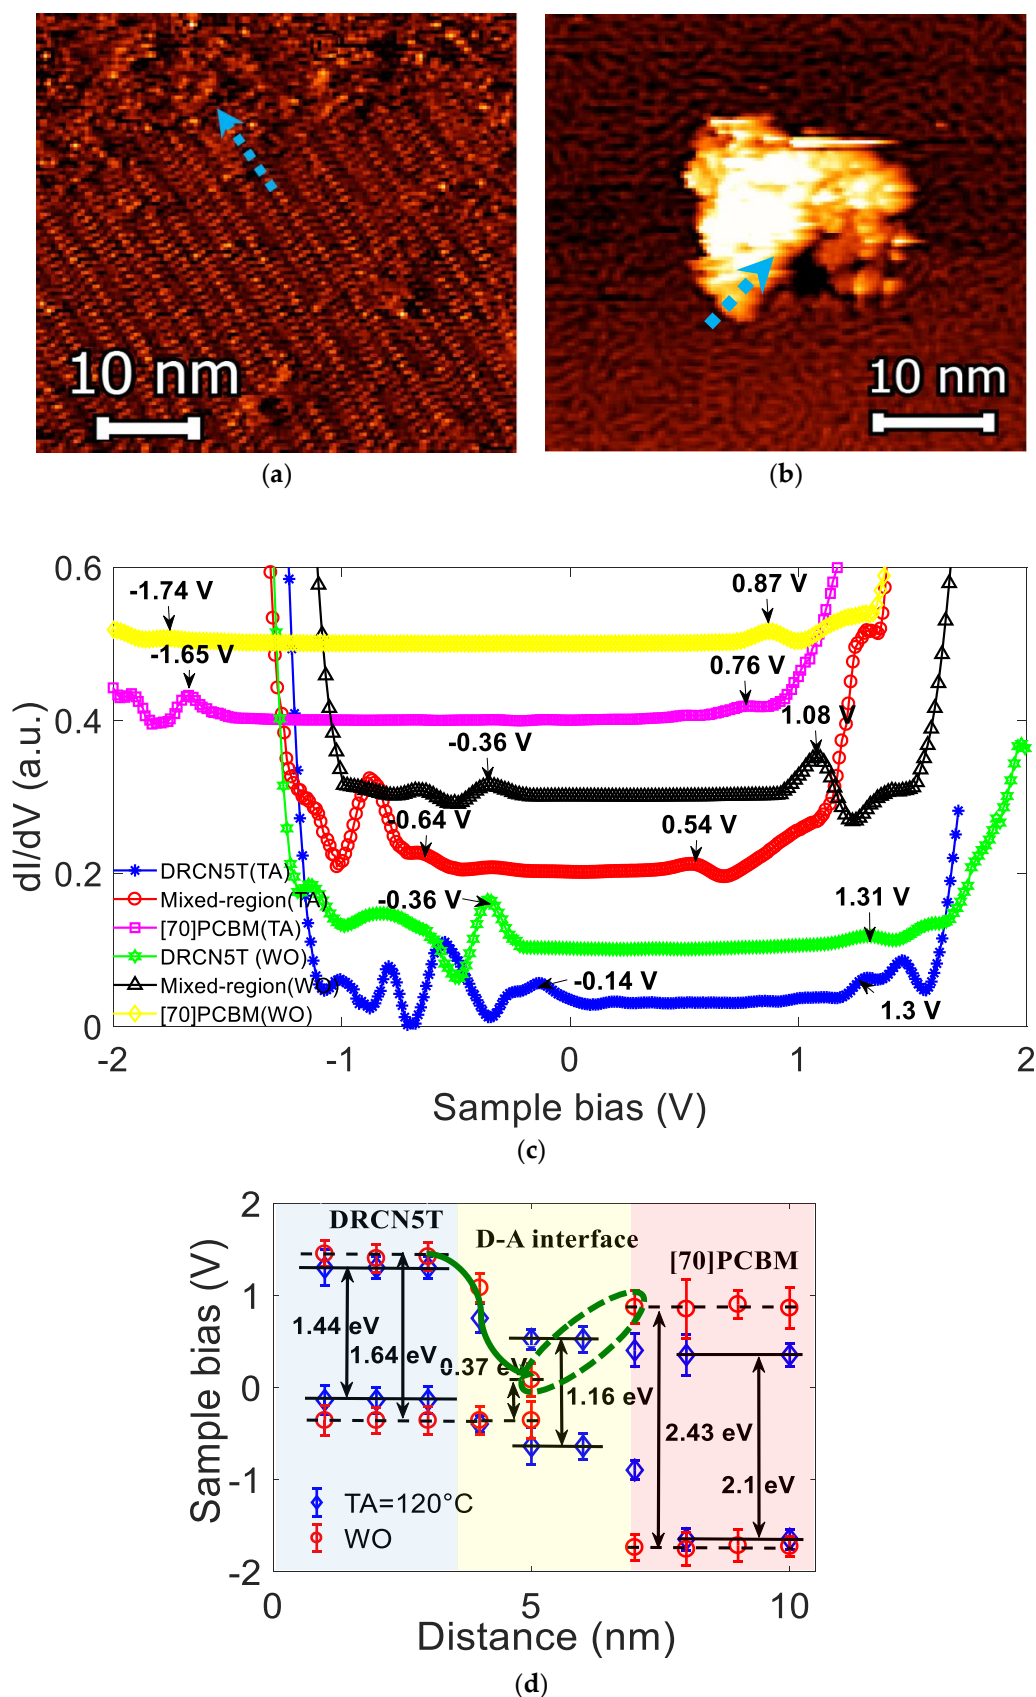 10 nm
10 nm
(a)
(b)
dI/dV (a.u.)
0.6
0.4
0.2
0
-1.74 V
0.87 V
-1.65 V
0.76 V
-0.36 V
1.08 V
-0.64 V
0.54 V
-0.36 V
1.31 V
-0.14 V
1.3 V
DRCN5T(TA)
Mixed-region(TA)
[70]PCBM(TA)
DRCN5T (WO)
Mixed-region(WO)
[70]PCBM(WO)
-2
-1
0
1
2
Sample bias (V)
(c)
Sample bias (V)
2
1
0
-1
-2
DRCN5T
D-A interface
[70]PCBM
1.44 eV
1.64 eV
0.37 eV
1.16 eV
2.43 eV
2.1 eV
TA=120°C
WO
0
5
10
Distance (nm)
(d)